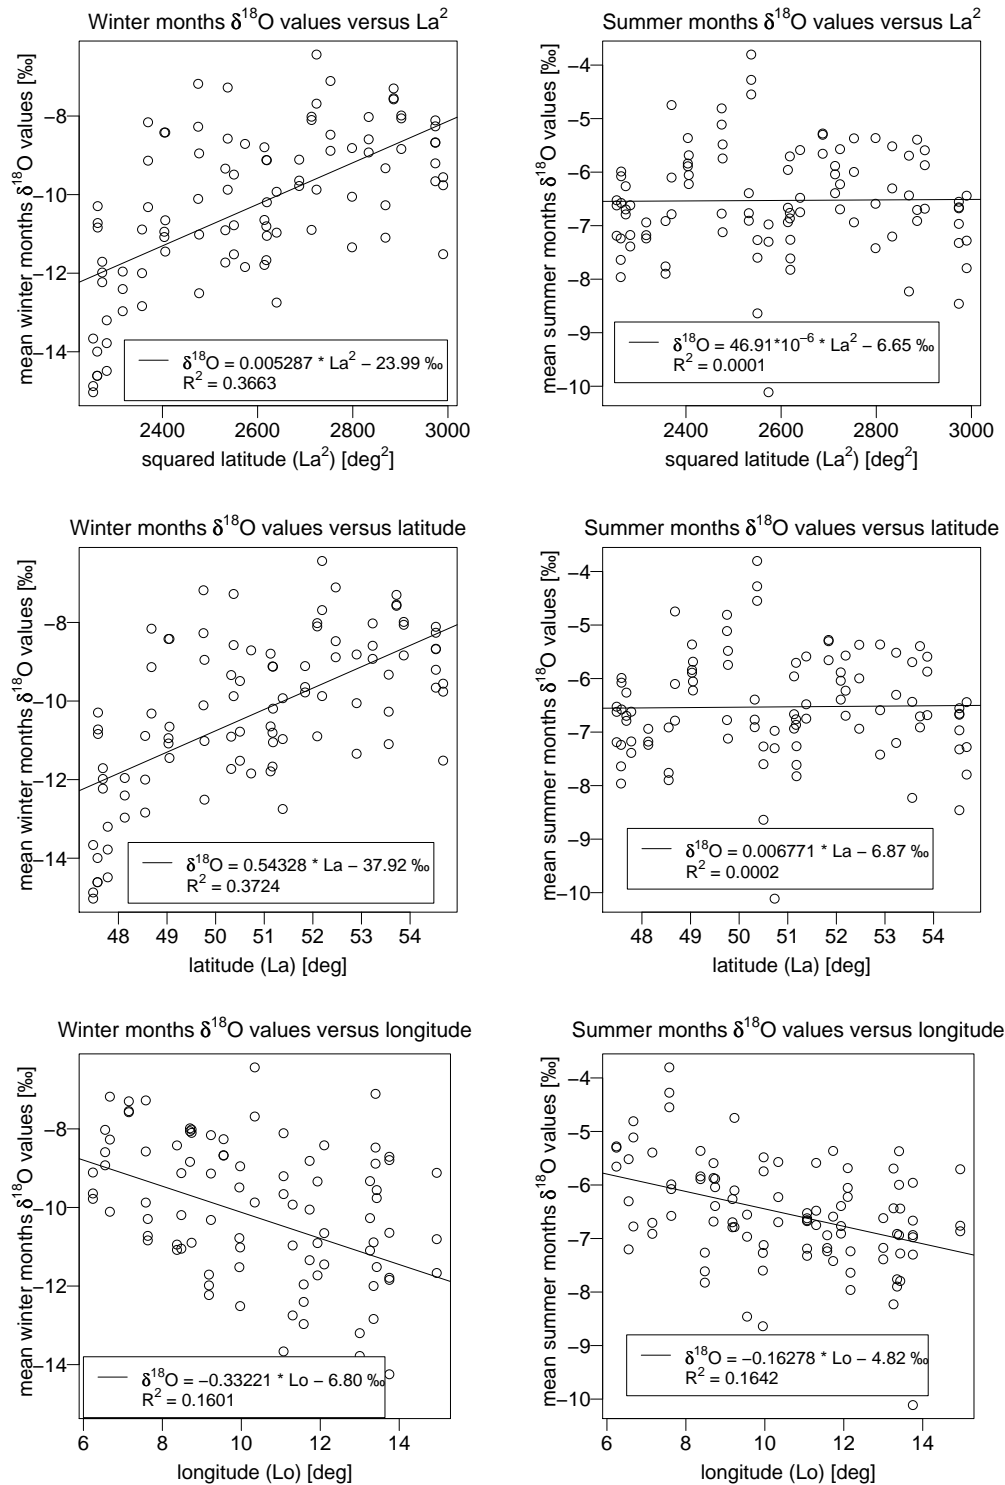 Winter months δ¹⁸O values versus La²
mean winter months δ¹⁸O values [‰]
−8
−10
−12
−14
δ¹⁸O = 0.005287 * La² − 23.99 ‰
R² = 0.3663
2400 2600 2800 3000
squared latitude (La²) [deg²]
Summer months δ¹⁸O values versus La²
mean summer months δ¹⁸O values [‰]
−4
−5
−6
−7
−8
−9
−10
δ¹⁸O = 46.91*10⁻⁶ * La² − 6.65 ‰
R² = 0.0001
2400 2600 2800 3000
squared latitude (La²) [deg²]
Winter months δ¹⁸O values versus latitude
mean winter months δ¹⁸O values [‰]
−8
−10
−12
−14
δ¹⁸O = 0.54328 * La − 37.92 ‰
R² = 0.3724
48 49 50 51 52 53 54
latitude (La) [deg]
Summer months δ¹⁸O values versus latitude
mean summer months δ¹⁸O values [‰]
−4
−5
−6
−7
−8
−9
−10
δ¹⁸O = 0.006771 * La − 6.87 ‰
R² = 0.0002
48 49 50 51 52 53 54
latitude (La) [deg]
Winter months δ¹⁸O values versus longitude
mean winter months δ¹⁸O values [‰]
−8
−10
−12
−14
δ¹⁸O = −0.33221 * Lo − 6.80 ‰
R² = 0.1601
6 8 10 12 14
longitude (Lo) [deg]
Summer months δ¹⁸O values versus longitude
mean summer months δ¹⁸O values [‰]
−4
−5
−6
−7
−8
−9
−10
δ¹⁸O = −0.16278 * Lo − 4.82 ‰
R² = 0.1642
6 8 10 12 14
longitude (Lo) [deg]